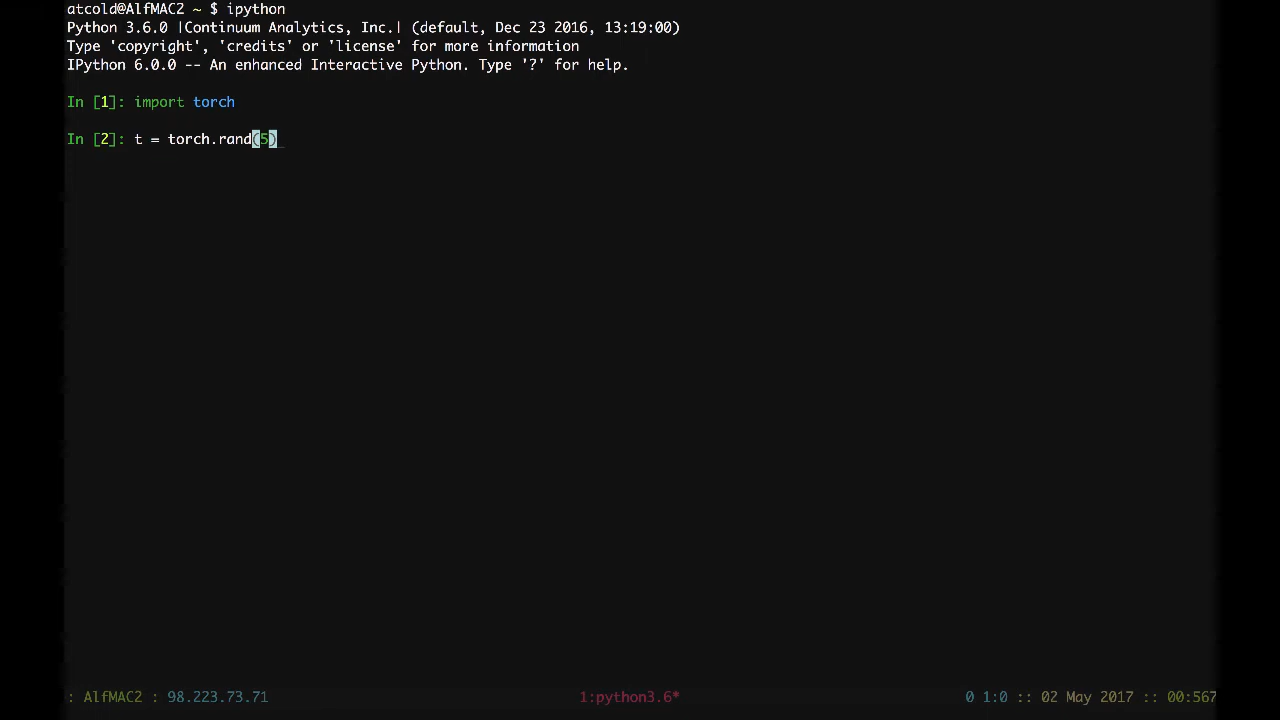 atcold@AlfMAC2 ~ $ ipython
Python 3.6.0 |Continuum Analytics, Inc.| (default, Dec 23 2016, 13:19:00)
Type 'copyright', 'credits' or 'license' for more information
IPython 6.0.0 -- An enhanced Interactive Python. Type '?' for help.
In [1]: import torch
In [2]: t = torch.rand(5)_
: AlfMAC2 : 98.223.73.71 1:python3.6* 0 1:0 :: 02 May 2017 :: 00:567